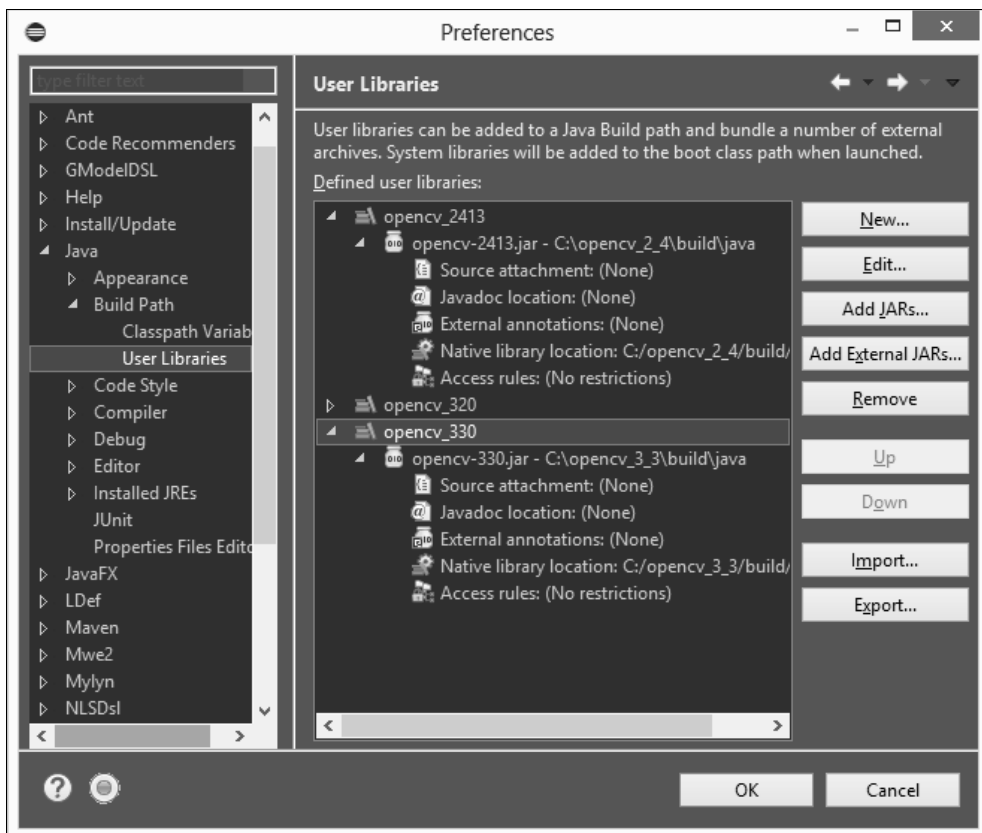 Preferences
type filter text
Ant
Code Recommenders
GModelDSL
Help
Install/Update
Java
Appearance
Build Path
Classpath Variab
User Libraries
Code Style
Compiler
Debug
Editor
Installed JREs
JUnit
Properties Files Edito
JavaFX
LDef
Maven
Mwe2
Mylyn
NLSDsl
User Libraries
User libraries can be added to a Java Build path and bundle a number of external
archives. System libraries will be added to the boot class path when launched.
Defined user libraries:
opencv_2413
opencv-2413.jar - C:\opencv_2_4\build\java
Source attachment: (None)
Javadoc location: (None)
External annotations: (None)
Native library location: C:/opencv_2_4/build/
Access rules: (No restrictions)
opencv_320
opencv_330
opencv-330.jar - C:\opencv_3_3\build\java
Source attachment: (None)
Javadoc location: (None)
External annotations: (None)
Native library location: C:/opencv_3_3/build/
Access rules: (No restrictions)
New...
Edit...
Add JARs...
Add External JARs...
Remove
Up
Down
Import...
Export...
OK
Cancel